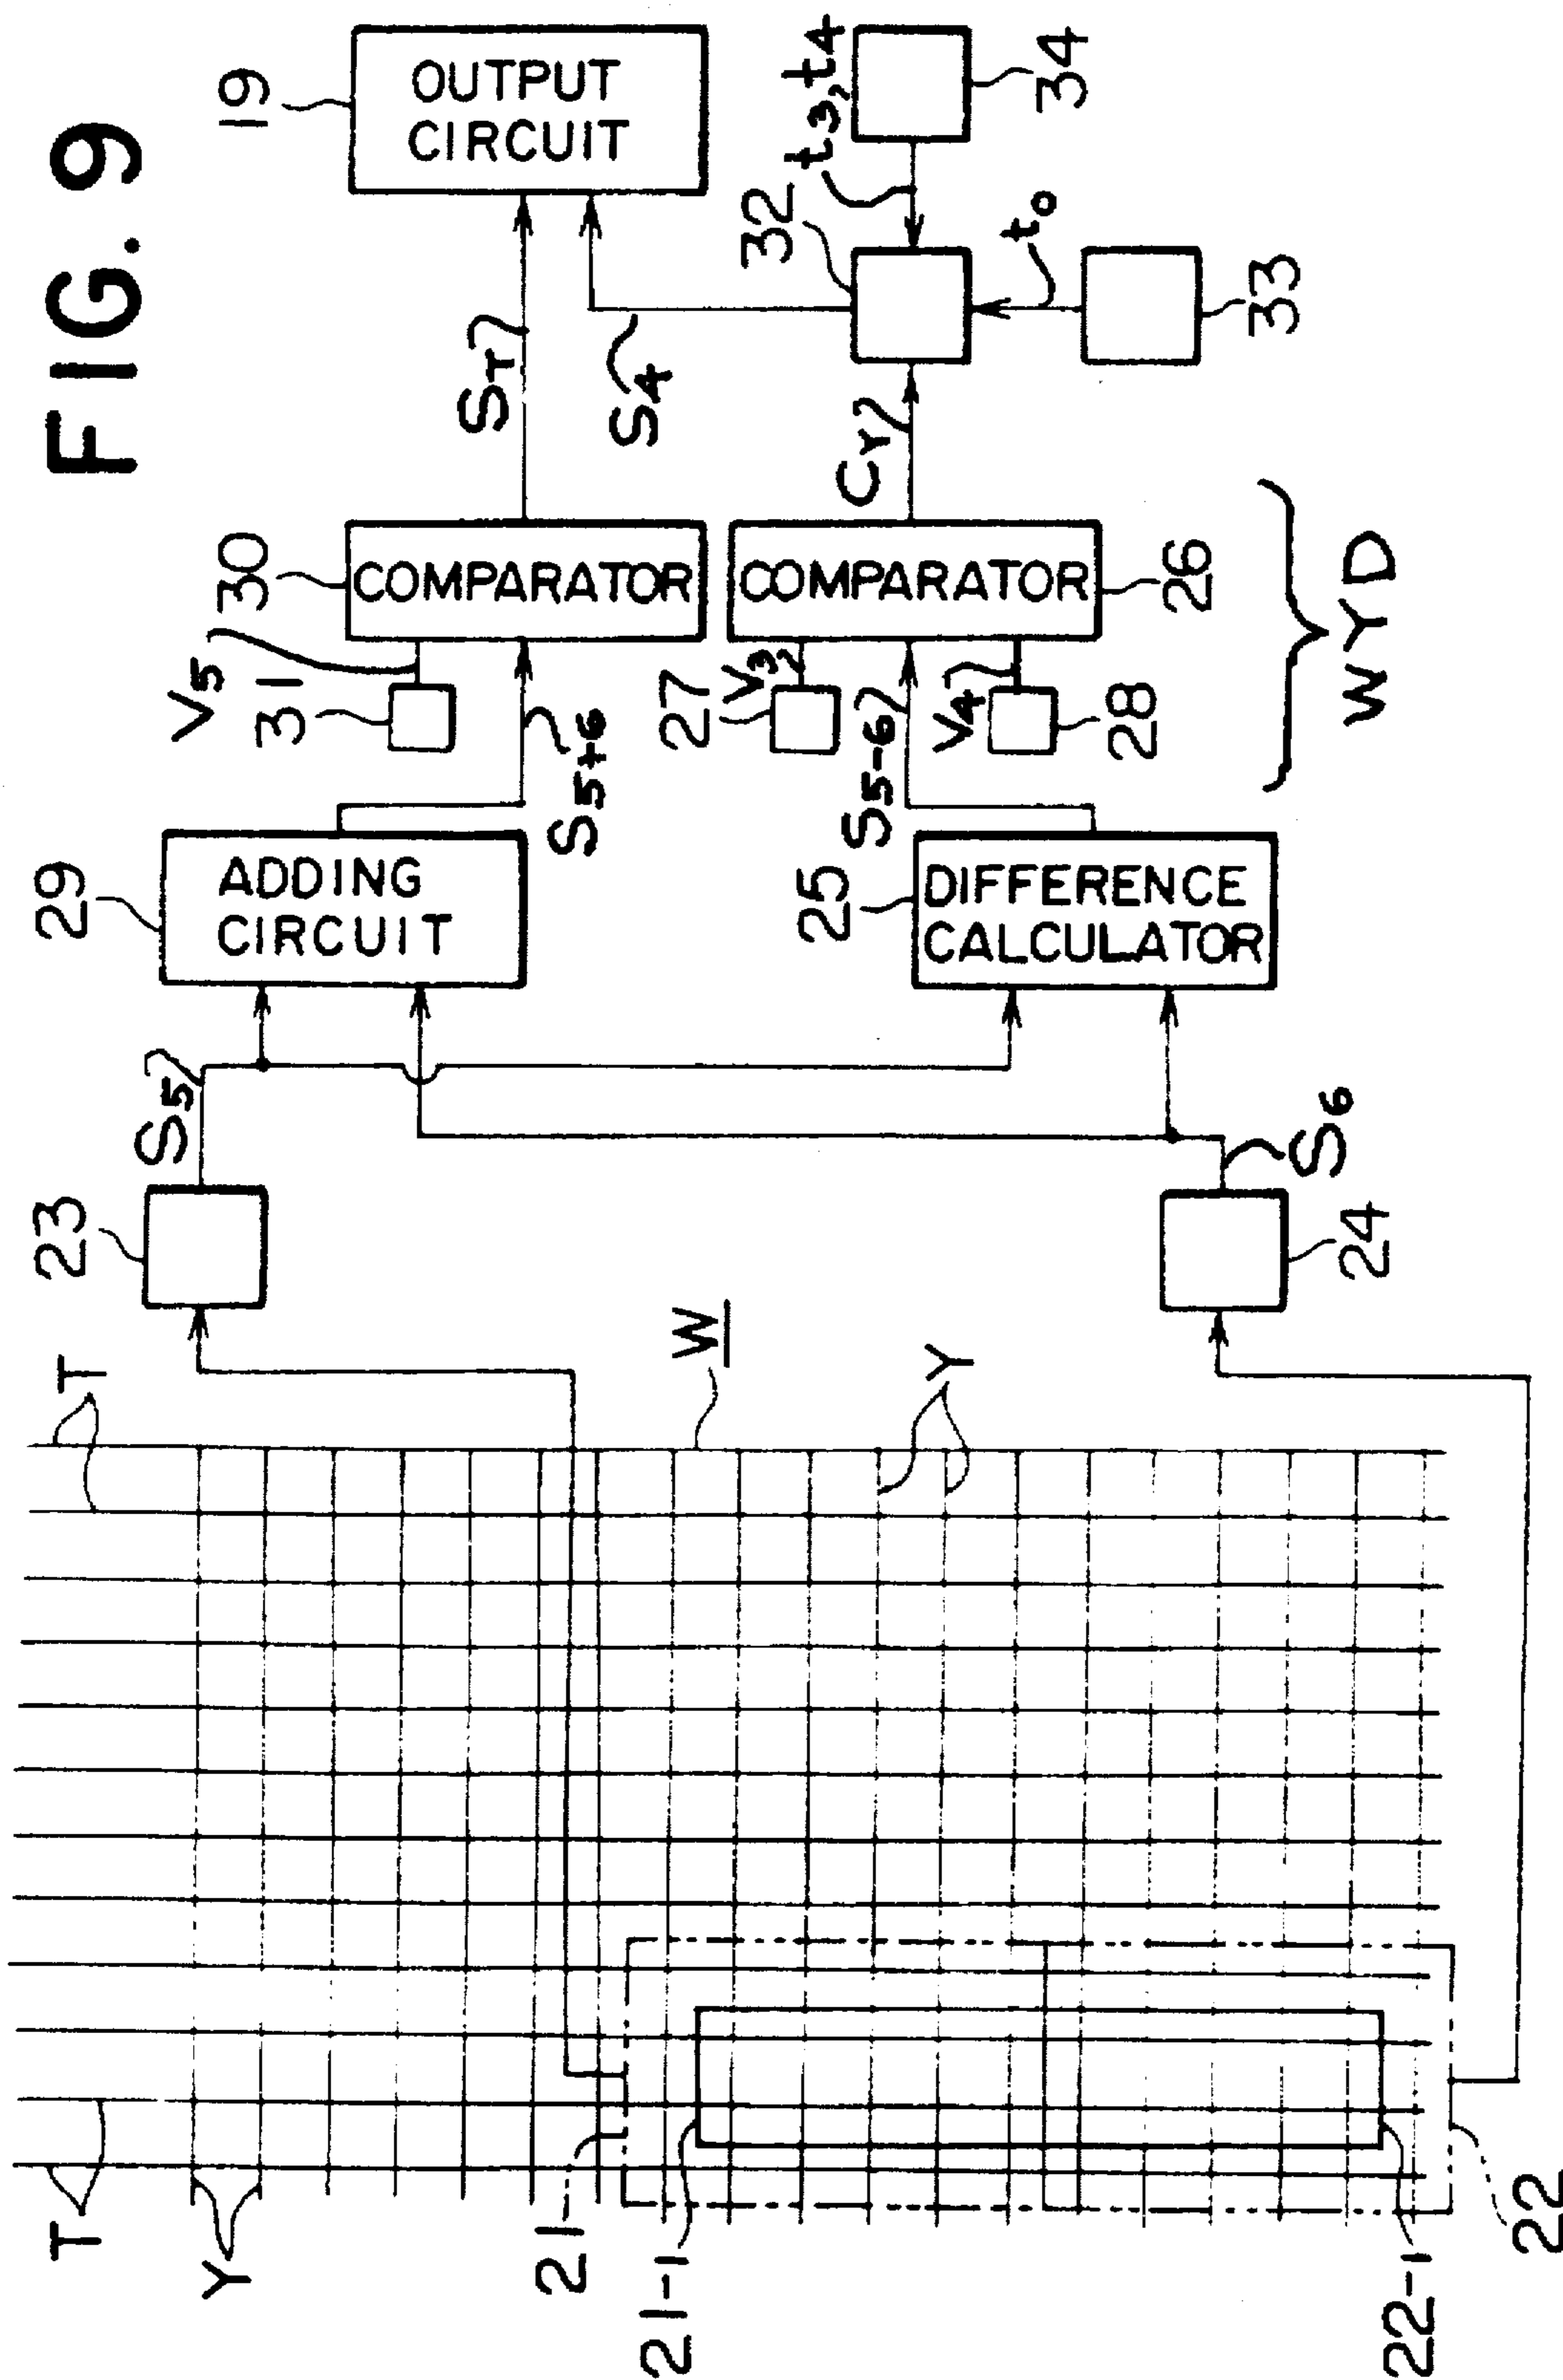 FIG. 9
19
OUTPUT
CIRCUIT
t3, t4
34
32
t0
33
ST
S4
CY
30
COMPARATOR
COMPARATOR
26
V5
31
27
V3
V4
28
WYD
S5+6
S5-6
29
ADDING
CIRCUIT
25
DIFFERENCE
CALCULATOR
S5
S6
23
24
T
W
Y
T
Y
21
21-1
22-1
22